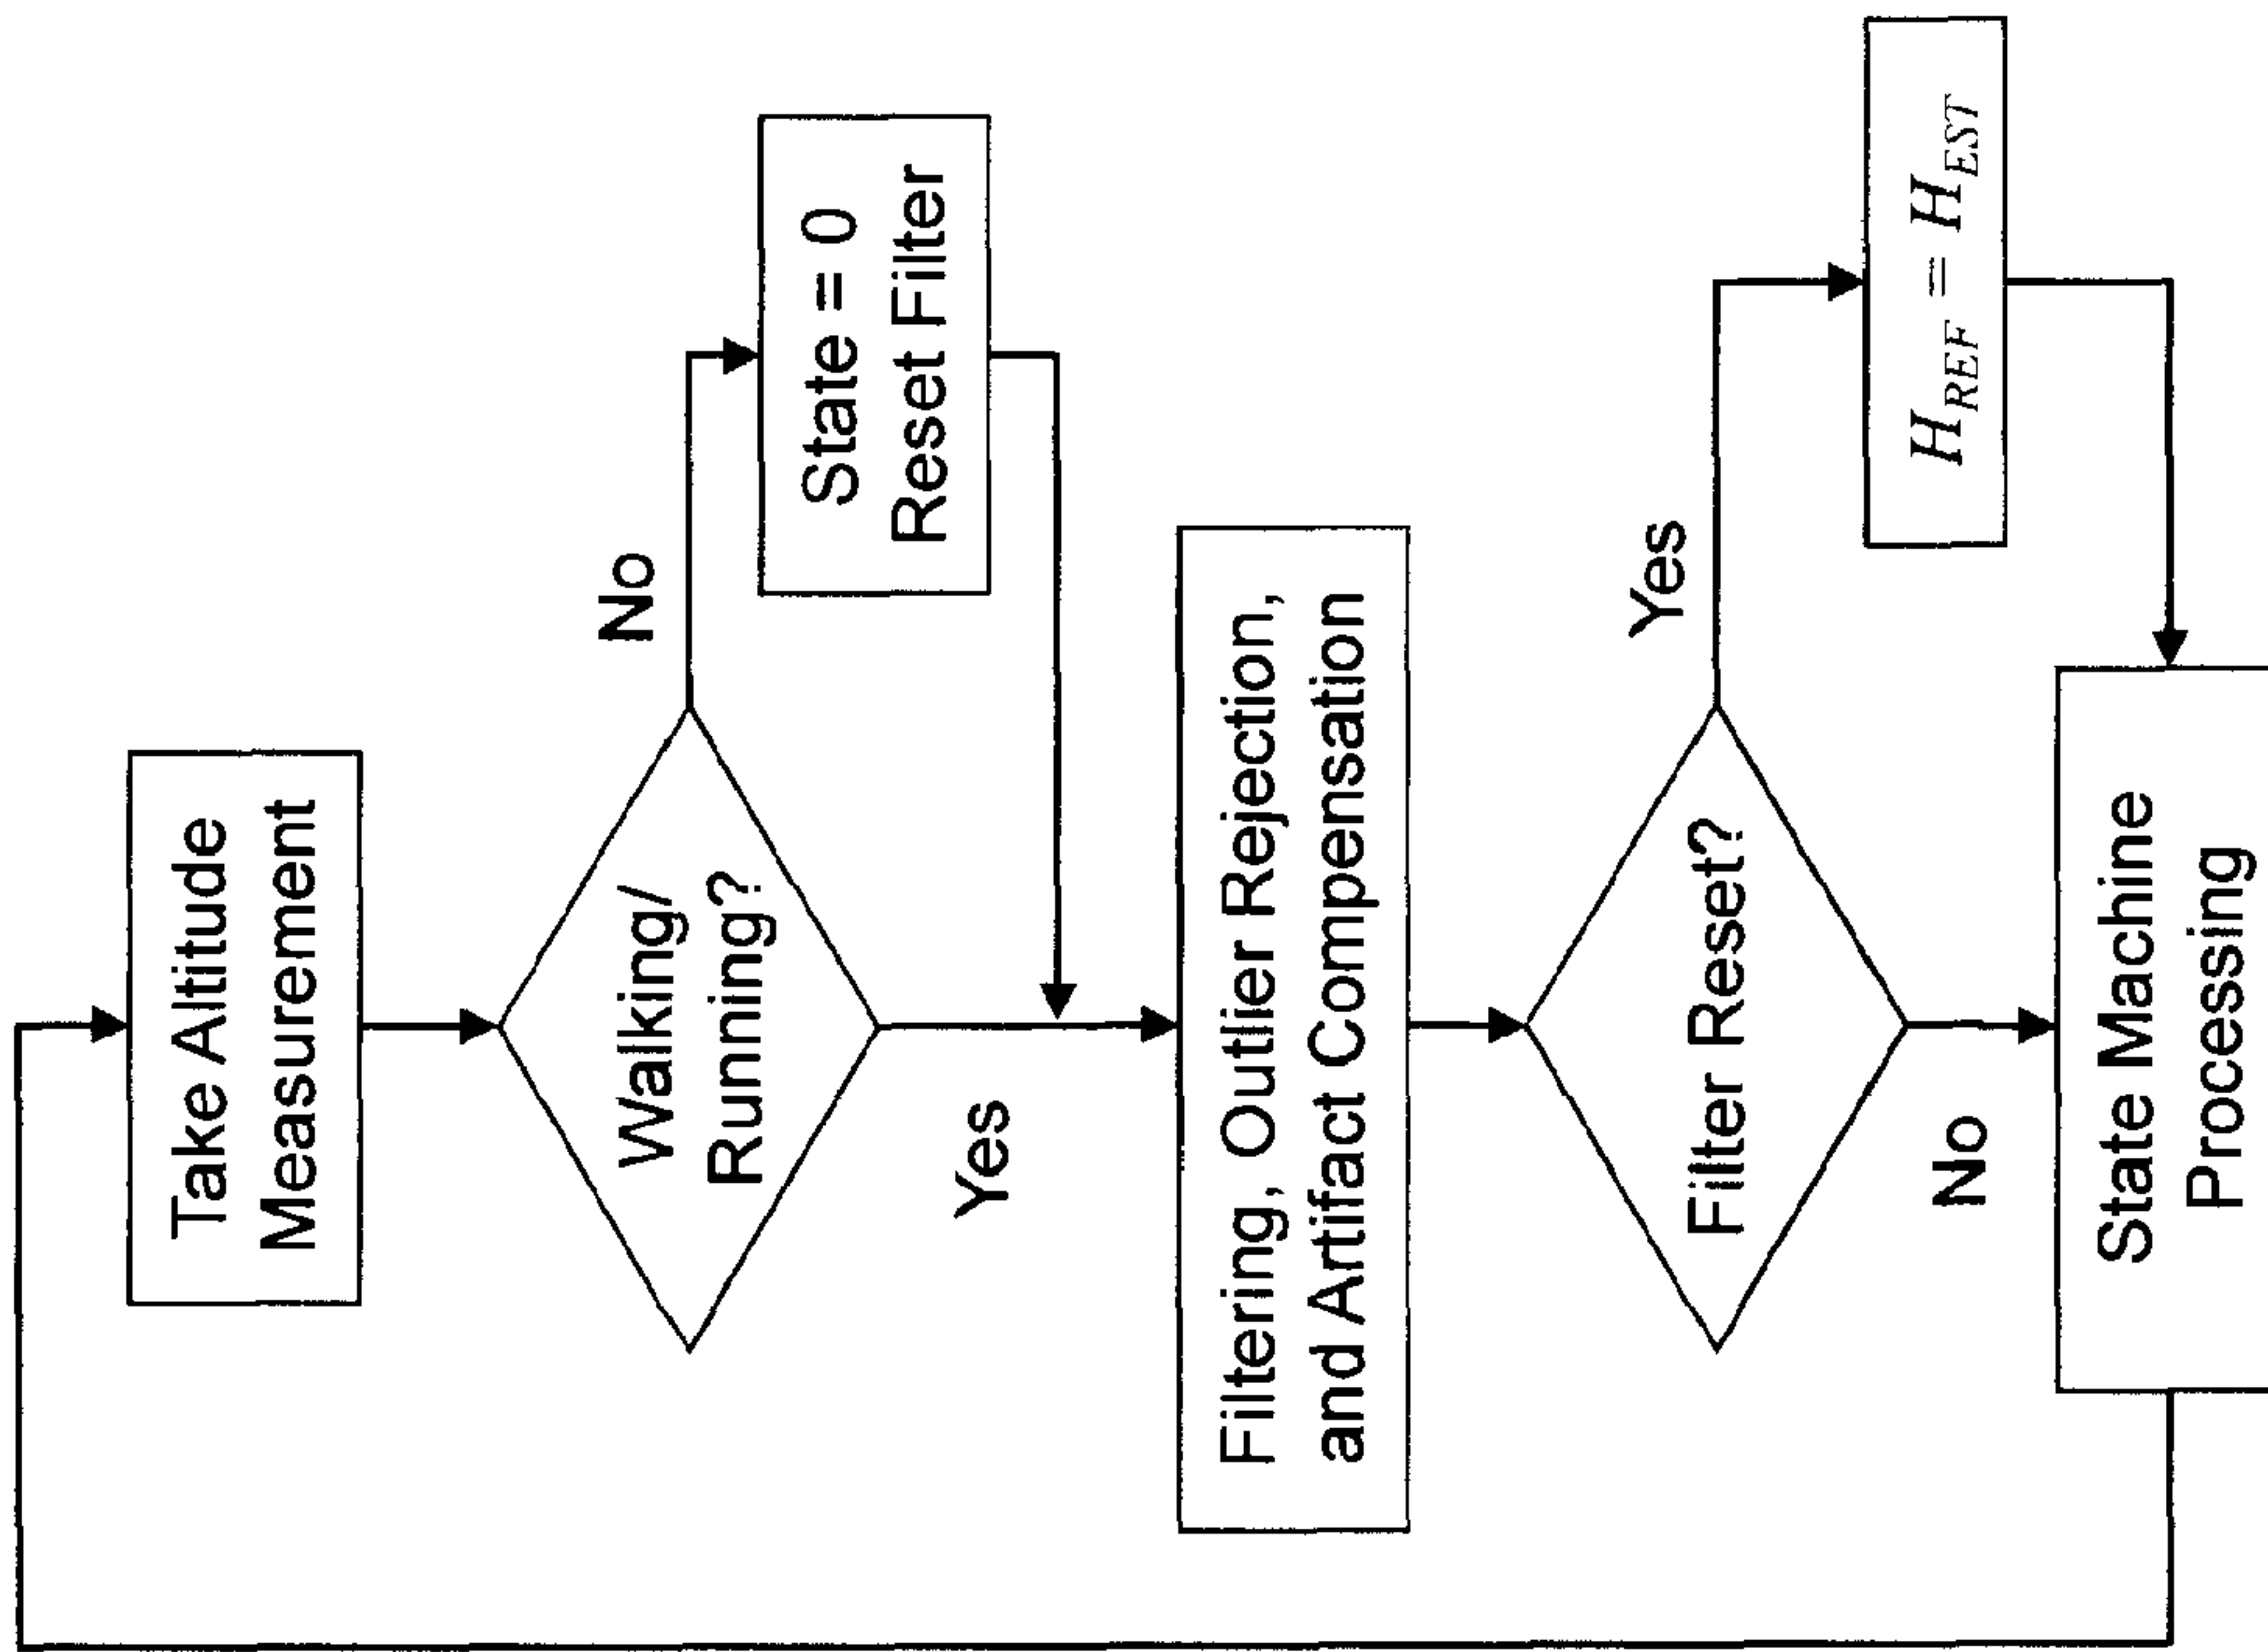 Take Altitude
Measurement
Walking/
Running?
No
State = 0
Reset Filter
Yes
Filtering, Outlier Rejection,
and Artifact Compensation
Filter Reset?
Yes
H_REF = H_EST
No
State Machine
Processing